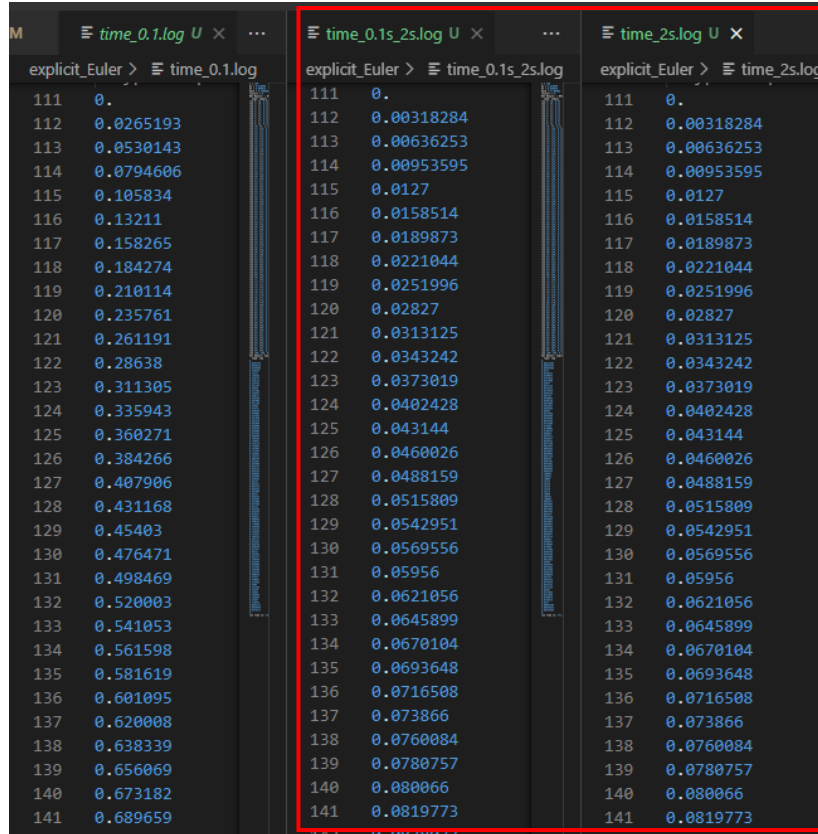 M time_0.1.log U × ··· time_0.1s_2s.log U × ··· time_2s.log U ×
explicit_Euler > time_0.1.log explicit_Euler > time_0.1s_2s.log explicit_Euler > time_2s.log
111 0. 111 0. 111 0.
112 0.0265193 112 0.00318284 112 0.00318284
113 0.0530143 113 0.00636253 113 0.00636253
114 0.0794606 114 0.00953595 114 0.00953595
115 0.105834 115 0.0127 115 0.0127
116 0.13211 116 0.0158514 116 0.0158514
117 0.158265 117 0.0189873 117 0.0189873
118 0.184274 118 0.0221044 118 0.0221044
119 0.210114 119 0.0251996 119 0.0251996
120 0.235761 120 0.02827 120 0.02827
121 0.261191 121 0.0313125 121 0.0313125
122 0.28638 122 0.0343242 122 0.0343242
123 0.311305 123 0.0373019 123 0.0373019
124 0.335943 124 0.0402428 124 0.0402428
125 0.360271 125 0.043144 125 0.043144
126 0.384266 126 0.0460026 126 0.0460026
127 0.407906 127 0.0488159 127 0.0488159
128 0.431168 128 0.0515809 128 0.0515809
129 0.45403 129 0.0542951 129 0.0542951
130 0.476471 130 0.0569556 130 0.0569556
131 0.498469 131 0.05956 131 0.05956
132 0.520003 132 0.0621056 132 0.0621056
133 0.541053 133 0.0645899 133 0.0645899
134 0.561598 134 0.0670104 134 0.0670104
135 0.581619 135 0.0693648 135 0.0693648
136 0.601095 136 0.0716508 136 0.0716508
137 0.620008 137 0.073866 137 0.073866
138 0.638339 138 0.0760084 138 0.0760084
139 0.656069 139 0.0780757 139 0.0780757
140 0.673182 140 0.080066 140 0.080066
141 0.689659 141 0.0819773 141 0.0819773